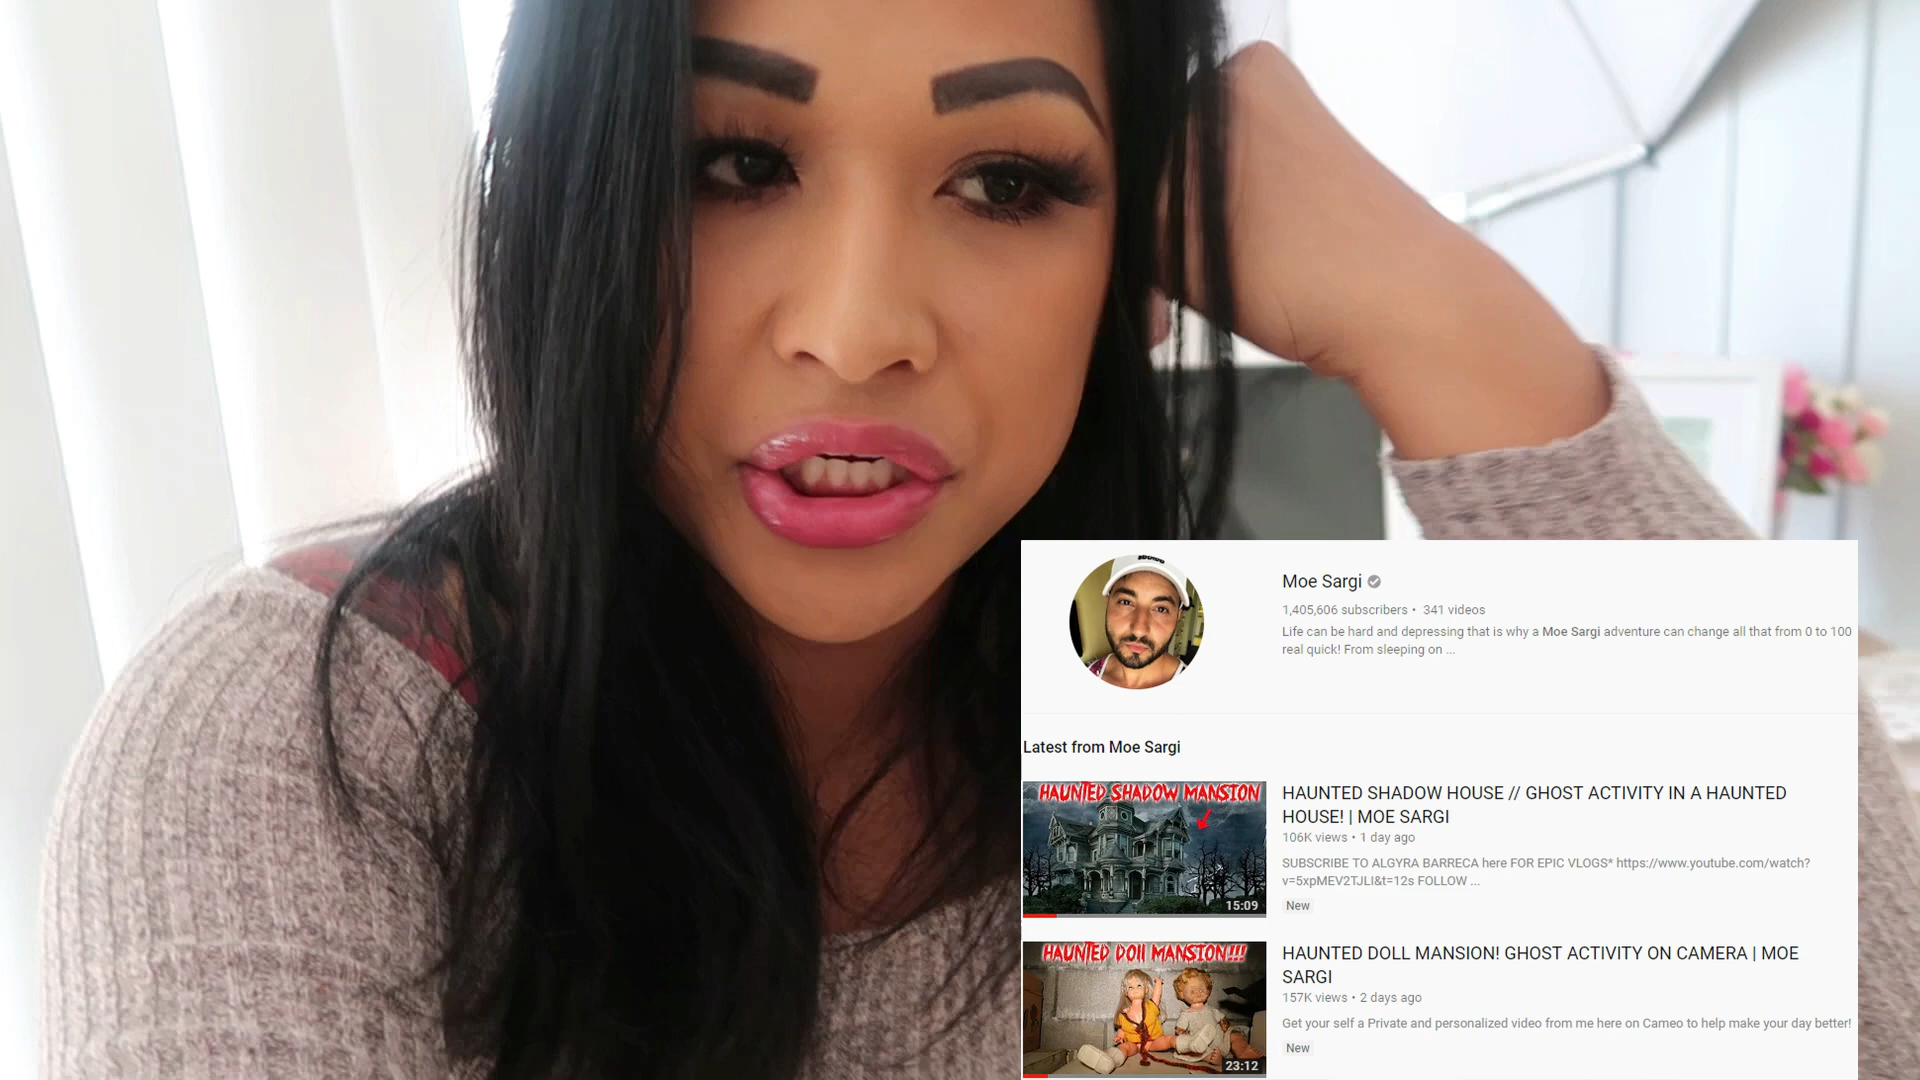 Moe Sargi
1,405,606 subscribers • 341 videos
Life can be hard and depressing that is why a Moe Sargi adventure can change all that from 0 to 100
real quick! From sleeping on ...
Latest from Moe Sargi
HAUNTED SHADOW MANSION
15:09
HAUNTED SHADOW HOUSE // GHOST ACTIVITY IN A HAUNTED
HOUSE! | MOE SARGI
106K views • 1 day ago
SUBSCRIBE TO ALGYRA BARRECA here FOR EPIC VLOGS* https://www.youtube.com/watch?
v=5xpMEV2TJLI&t=12s FOLLOW ...
New
HAUNTED DOll MANSION!!!
23:12
HAUNTED DOLL MANSION! GHOST ACTIVITY ON CAMERA | MOE
SARGI
157K views • 2 days ago
Get your self a Private and personalized video from me here on Cameo to help make your day better!
New